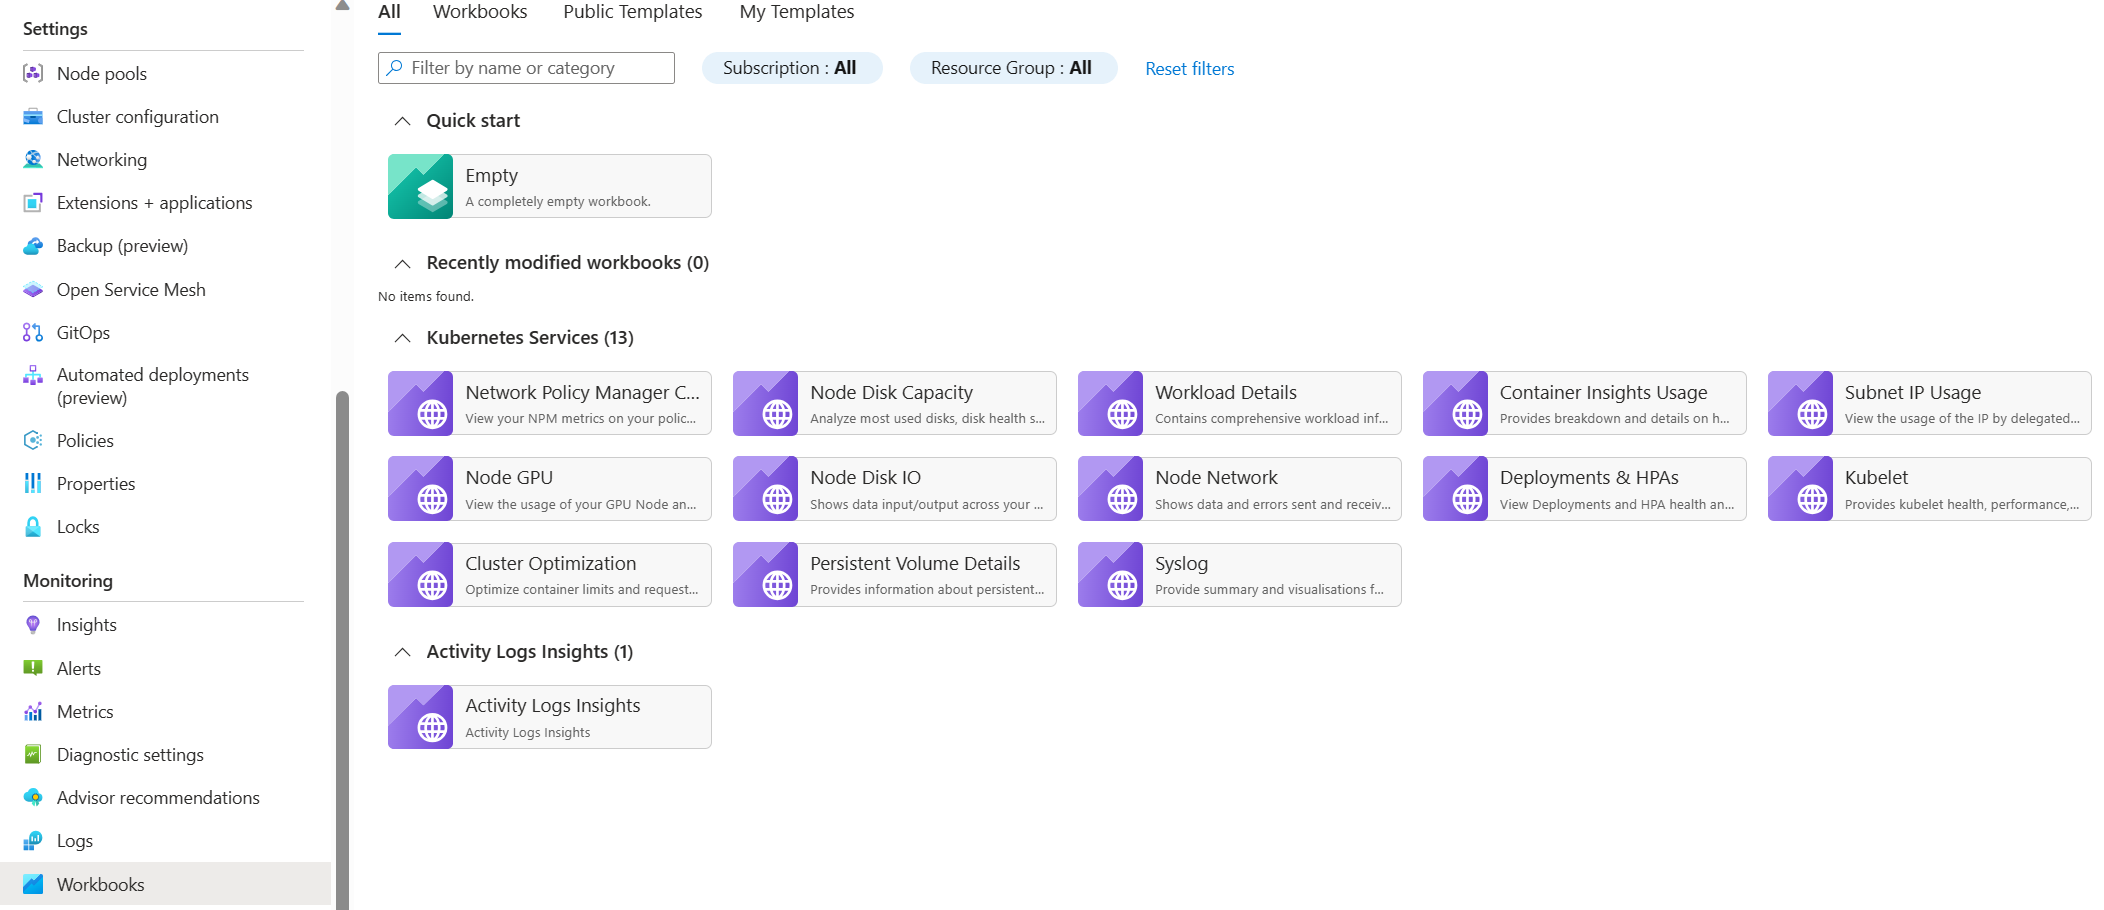 Settings
Node pools
Cluster configuration
Networking
Extensions + applications
Backup (preview)
Open Service Mesh
GitOps
Automated deployments
(preview)
Policies
Properties
Locks
Monitoring
Insights
Alerts
Metrics
Diagnostic settings
Advisor recommendations
Logs
Workbooks
All Workbooks Public Templates My Templates
Filter by name or category Subscription : All Resource Group : All Reset filters
Quick start
Empty
A completely empty workbook.
Recently modified workbooks (0)
No items found.
Kubernetes Services (13)
Network Policy Manager C...
View your NPM metrics on your polic...
Node Disk Capacity
Analyze most used disks, disk health s...
Workload Details
Contains comprehensive workload inf...
Container Insights Usage
Provides breakdown and details on h...
Subnet IP Usage
View the usage of the IP by delegated...
Node GPU
View the usage of your GPU Node an...
Node Disk IO
Shows data input/output across your ...
Node Network
Shows data and errors sent and receiv...
Deployments & HPAs
View Deployments and HPA health an...
Kubelet
Provides kubelet health, performance,...
Cluster Optimization
Optimize container limits and request...
Persistent Volume Details
Provides information about persistent...
Syslog
Provide summary and visualisations f...
Activity Logs Insights (1)
Activity Logs Insights
Activity Logs Insights